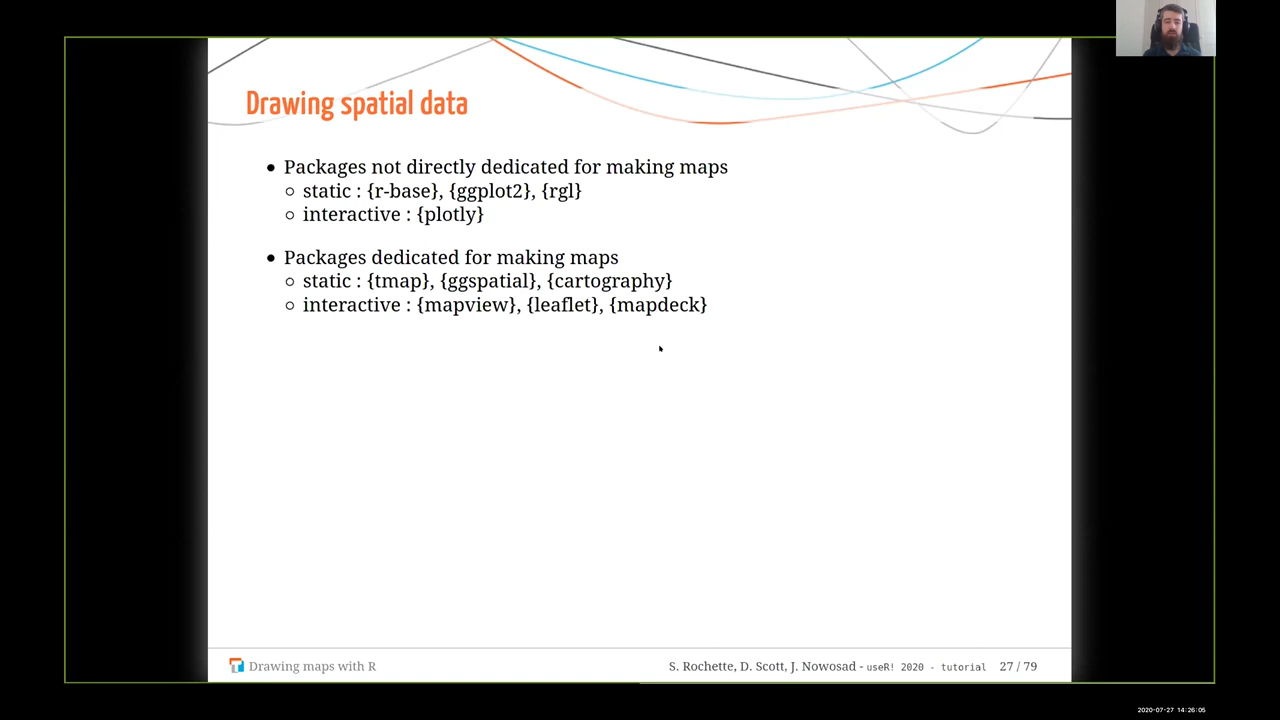 Drawing spatial data
• Packages not directly dedicated for making maps
○ static : {r-base}, {ggplot2}, {rgl}
○ interactive : {plotly}
• Packages dedicated for making maps
○ static : {tmap}, {ggspatial}, {cartography}
○ interactive : {mapview}, {leaflet}, {mapdeck}
Drawing maps with R
S. Rochette, D. Scott, J. Nowosad - useR! 2020 - tutorial 27 / 79
2020-07-27 14:26:05